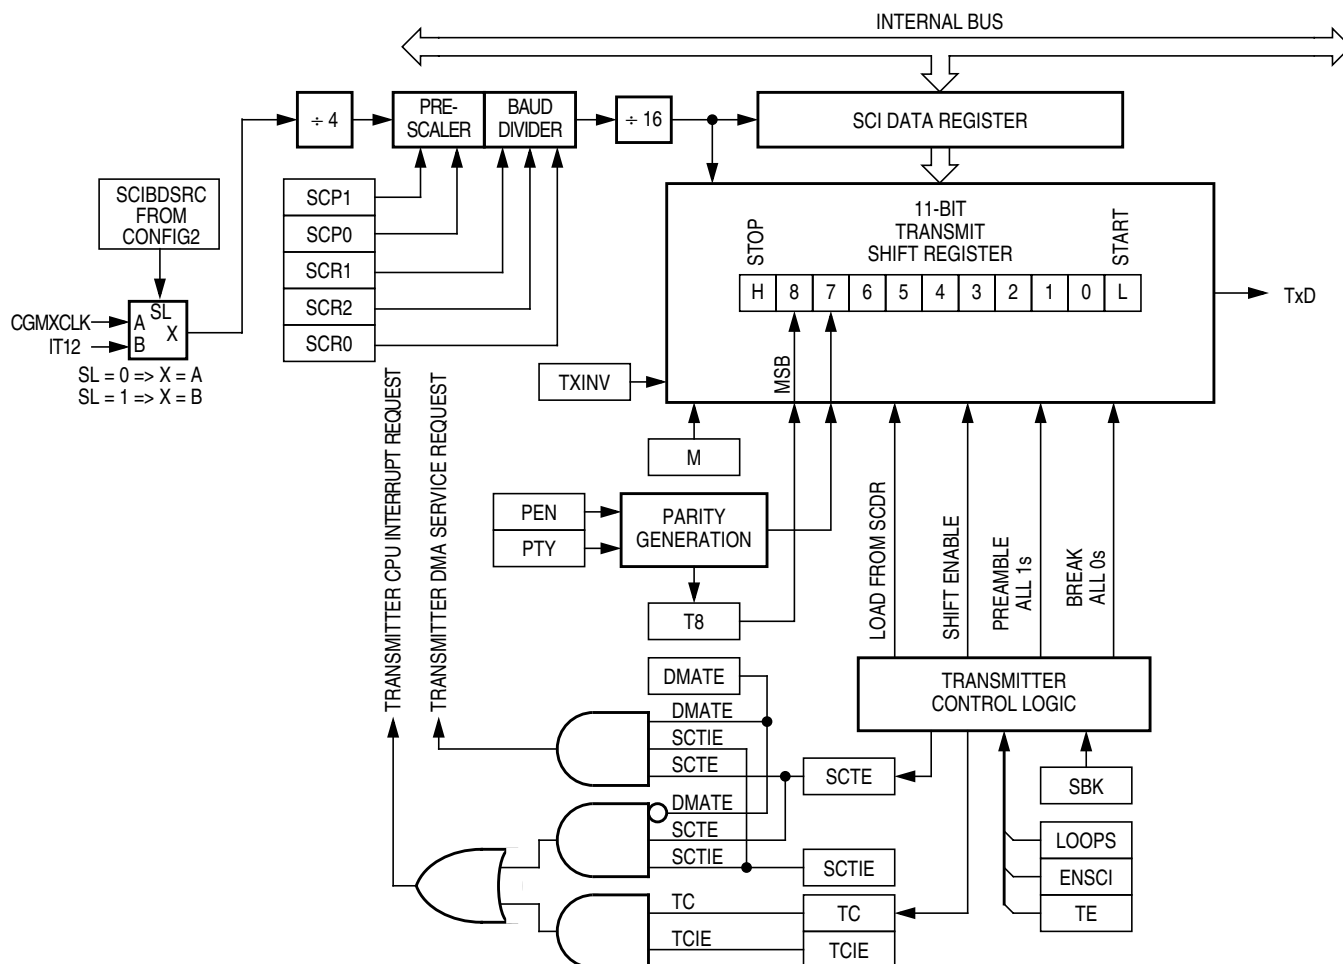 INTERNAL BUS
÷ 4
PRE-
SCALER
BAUD
DIVIDER
÷ 16
SCI DATA REGISTER
SCIBDSRC
FROM
CONFIG2
SCP1
SCP0
SCR1
SCR2
SCR0
11-BIT
TRANSMIT
SHIFT REGISTER
STOP
START
H 8 7 6 5 4 3 2 1 0 L
TxD
CGMXCLK
IT12
SL
A
B
X
SL = 0 => X = A
SL = 1 => X = B
TXINV
MSB
M
TRANSMITTER CPU INTERRUPT REQUEST
TRANSMITTER DMA SERVICE REQUEST
PEN
PTY
PARITY
GENERATION
T8
LOAD FROM SCDR
SHIFT ENABLE
PREAMBLE
ALL 1s
BREAK
ALL 0s
TRANSMITTER
CONTROL LOGIC
DMATE
DMATE
SCTIE
SCTE
SCTE
SBK
DMATE
SCTE
SCTIE
SCTIE
LOOPS
ENSCI
TE
TC
TC
TCIE
TCIE